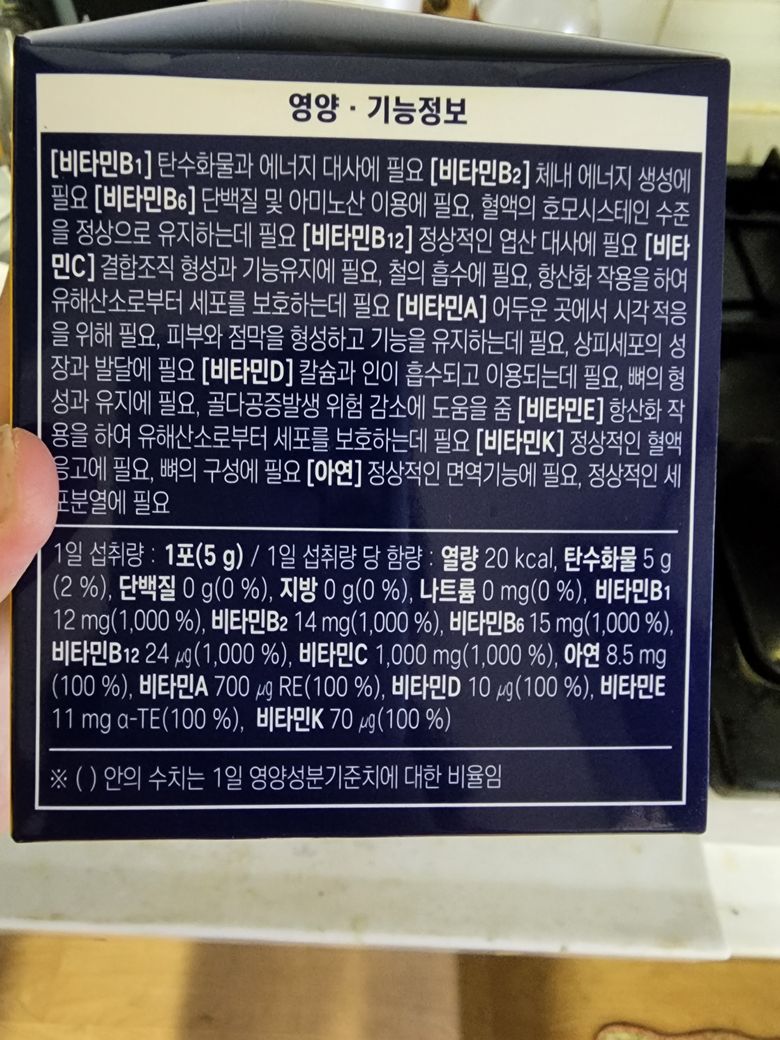 영양 · 기능정보
[비타민B1] 탄수화물과 에너지 대사에 필요 [비타민B2] 체내 에너지 생성에
필요 [비타민B6] 단백질 및 아미노산 이용에 필요, 혈액의 호모시스테인 수준
을 정상으로 유지하는데 필요 [비타민B12] 정상적인 엽산 대사에 필요 [비타
민C] 결합조직 형성과 기능유지에 필요, 철의 흡수에 필요, 항산화 작용을 하여
유해산소로부터 세포를 보호하는데 필요 [비타민A] 어두운 곳에서 시각 적응
을 위해 필요, 피부와 점막을 형성하고 기능을 유지하는데 필요, 상피세포의 성
장과 발달에 필요 [비타민D] 칼슘과 인이 흡수되고 이용되는데 필요, 뼈의 형
성과 유지에 필요, 골다공증발생 위험 감소에 도움을 줌 [비타민E] 항산화 작
용을 하여 유해산소로부터 세포를 보호하는데 필요 [비타민K] 정상적인 혈액
응고에 필요, 뼈의 구성에 필요 [아연] 정상적인 면역기능에 필요, 정상적인 세
포분열에 필요
1일 섭취량 : 1포(5 g) / 1일 섭취량 당 함량 : 열량 20 kcal, 탄수화물 5 g
(2 %), 단백질 0 g(0 %), 지방 0 g(0 %), 나트륨 0 mg(0 %), 비타민B1
12 mg(1,000 %), 비타민B2 14 mg(1,000 %), 비타민B6 15 mg(1,000 %),
비타민B12 24 ㎍(1,000 %), 비타민C 1,000 mg(1,000 %), 아연 8.5 mg
(100 %), 비타민A 700 ㎍ RE(100 %), 비타민D 10 ㎍(100 %), 비타민E
11 mg α-TE(100 %), 비타민K 70 ㎍(100 %)
※ ( ) 안의 수치는 1일 영양성분기준치에 대한 비율임